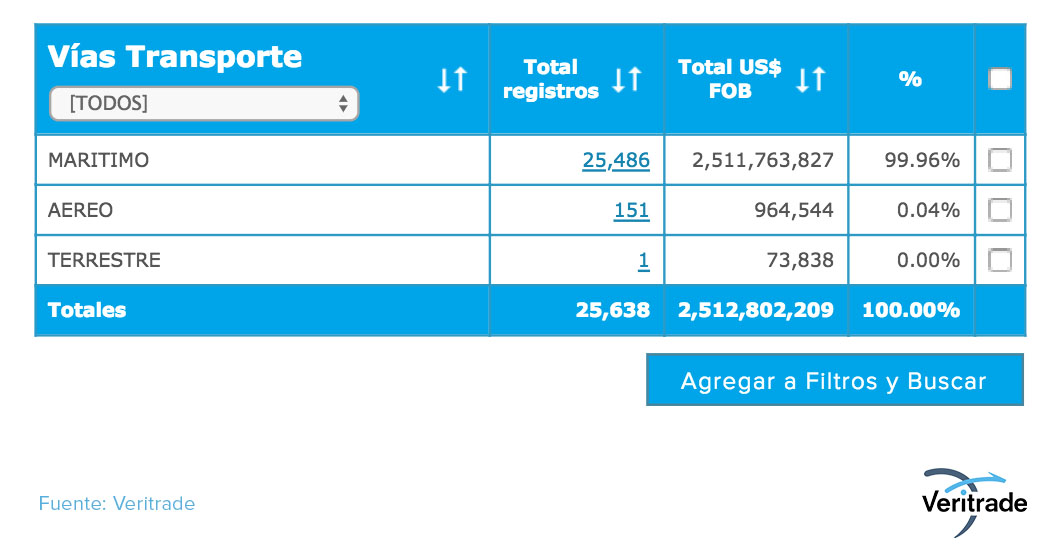 Vías Transporte
[TODOS]
Total registros
Total US$ FOB
%
MARITIMO 25,486 2,511,763,827 99.96%
AEREO 151 964,544 0.04%
TERRESTRE 1 73,838 0.00%
Totales 25,638 2,512,802,209 100.00%
Agregar a Filtros y Buscar
Fuente: Veritrade
Veritrade